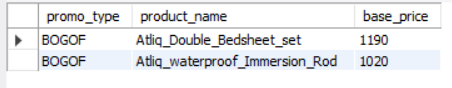 promo_type product_name base_price
BOGOF Atliq_Double_Bedsheet_set 1190
BOGOF Atliq_waterproof_Immersion_Rod 1020